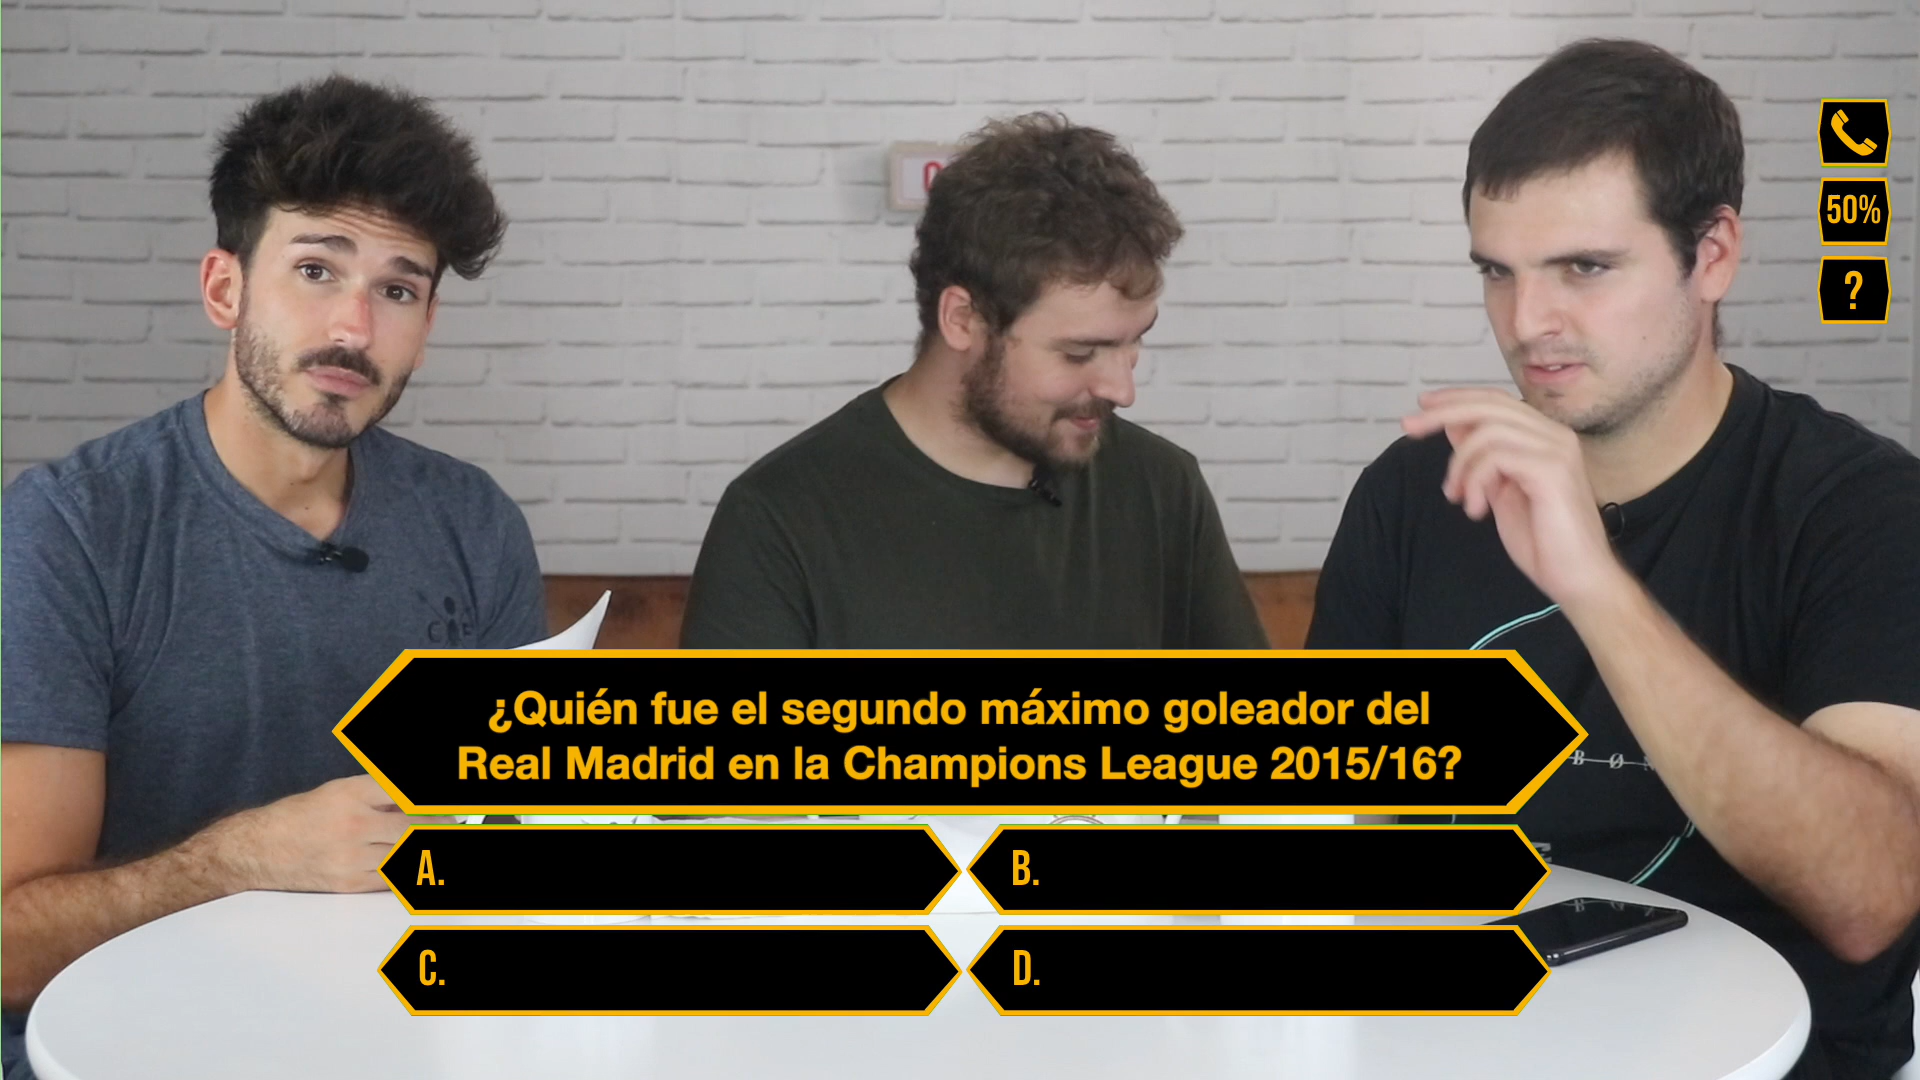 50%
?
¿Quién fue el segundo máximo goleador del
Real Madrid en la Champions League 2015/16?
A.
B.
C.
D.